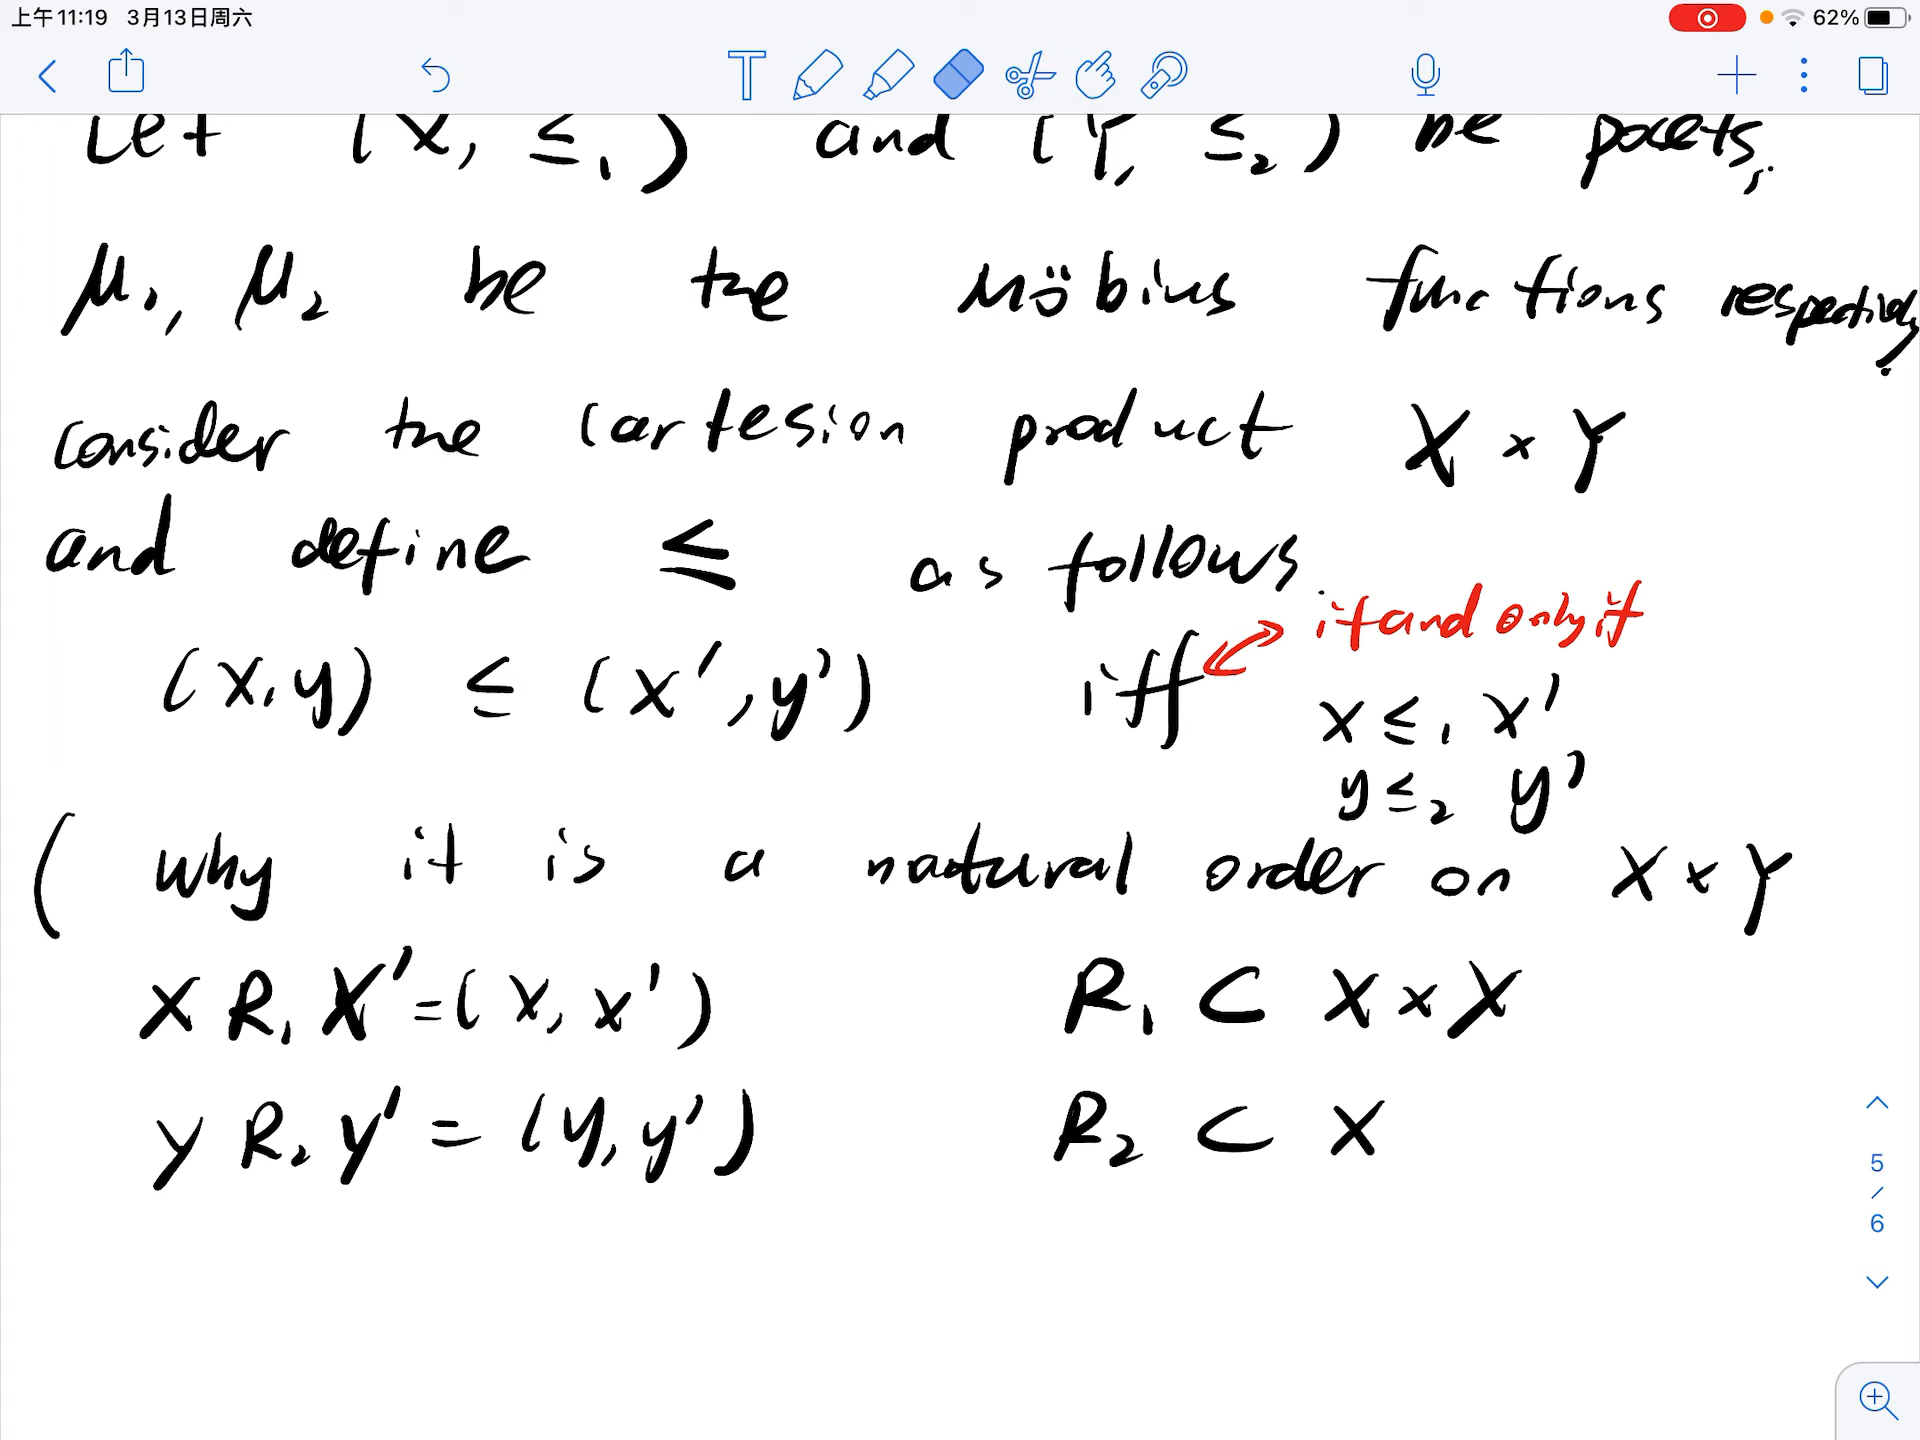 上午11:19 3月13日周六
62%
Let (X, ≤₁) and (Y, ≤₂) be posets,
μ₁, μ₂ be the Möbius functions respectively.
consider the cartesion product X × Y
and define ≤ as follows.
if and only if
(x,y) ≤ (x', y') iff
x ≤₁ x'
y ≤₂ y'
( why it is a natural order on X × Y
x R₁ x' = (x, x') R₁ ⊂ X × X
y R₂ y' = (y, y') R₂ ⊂ X
5
/
6